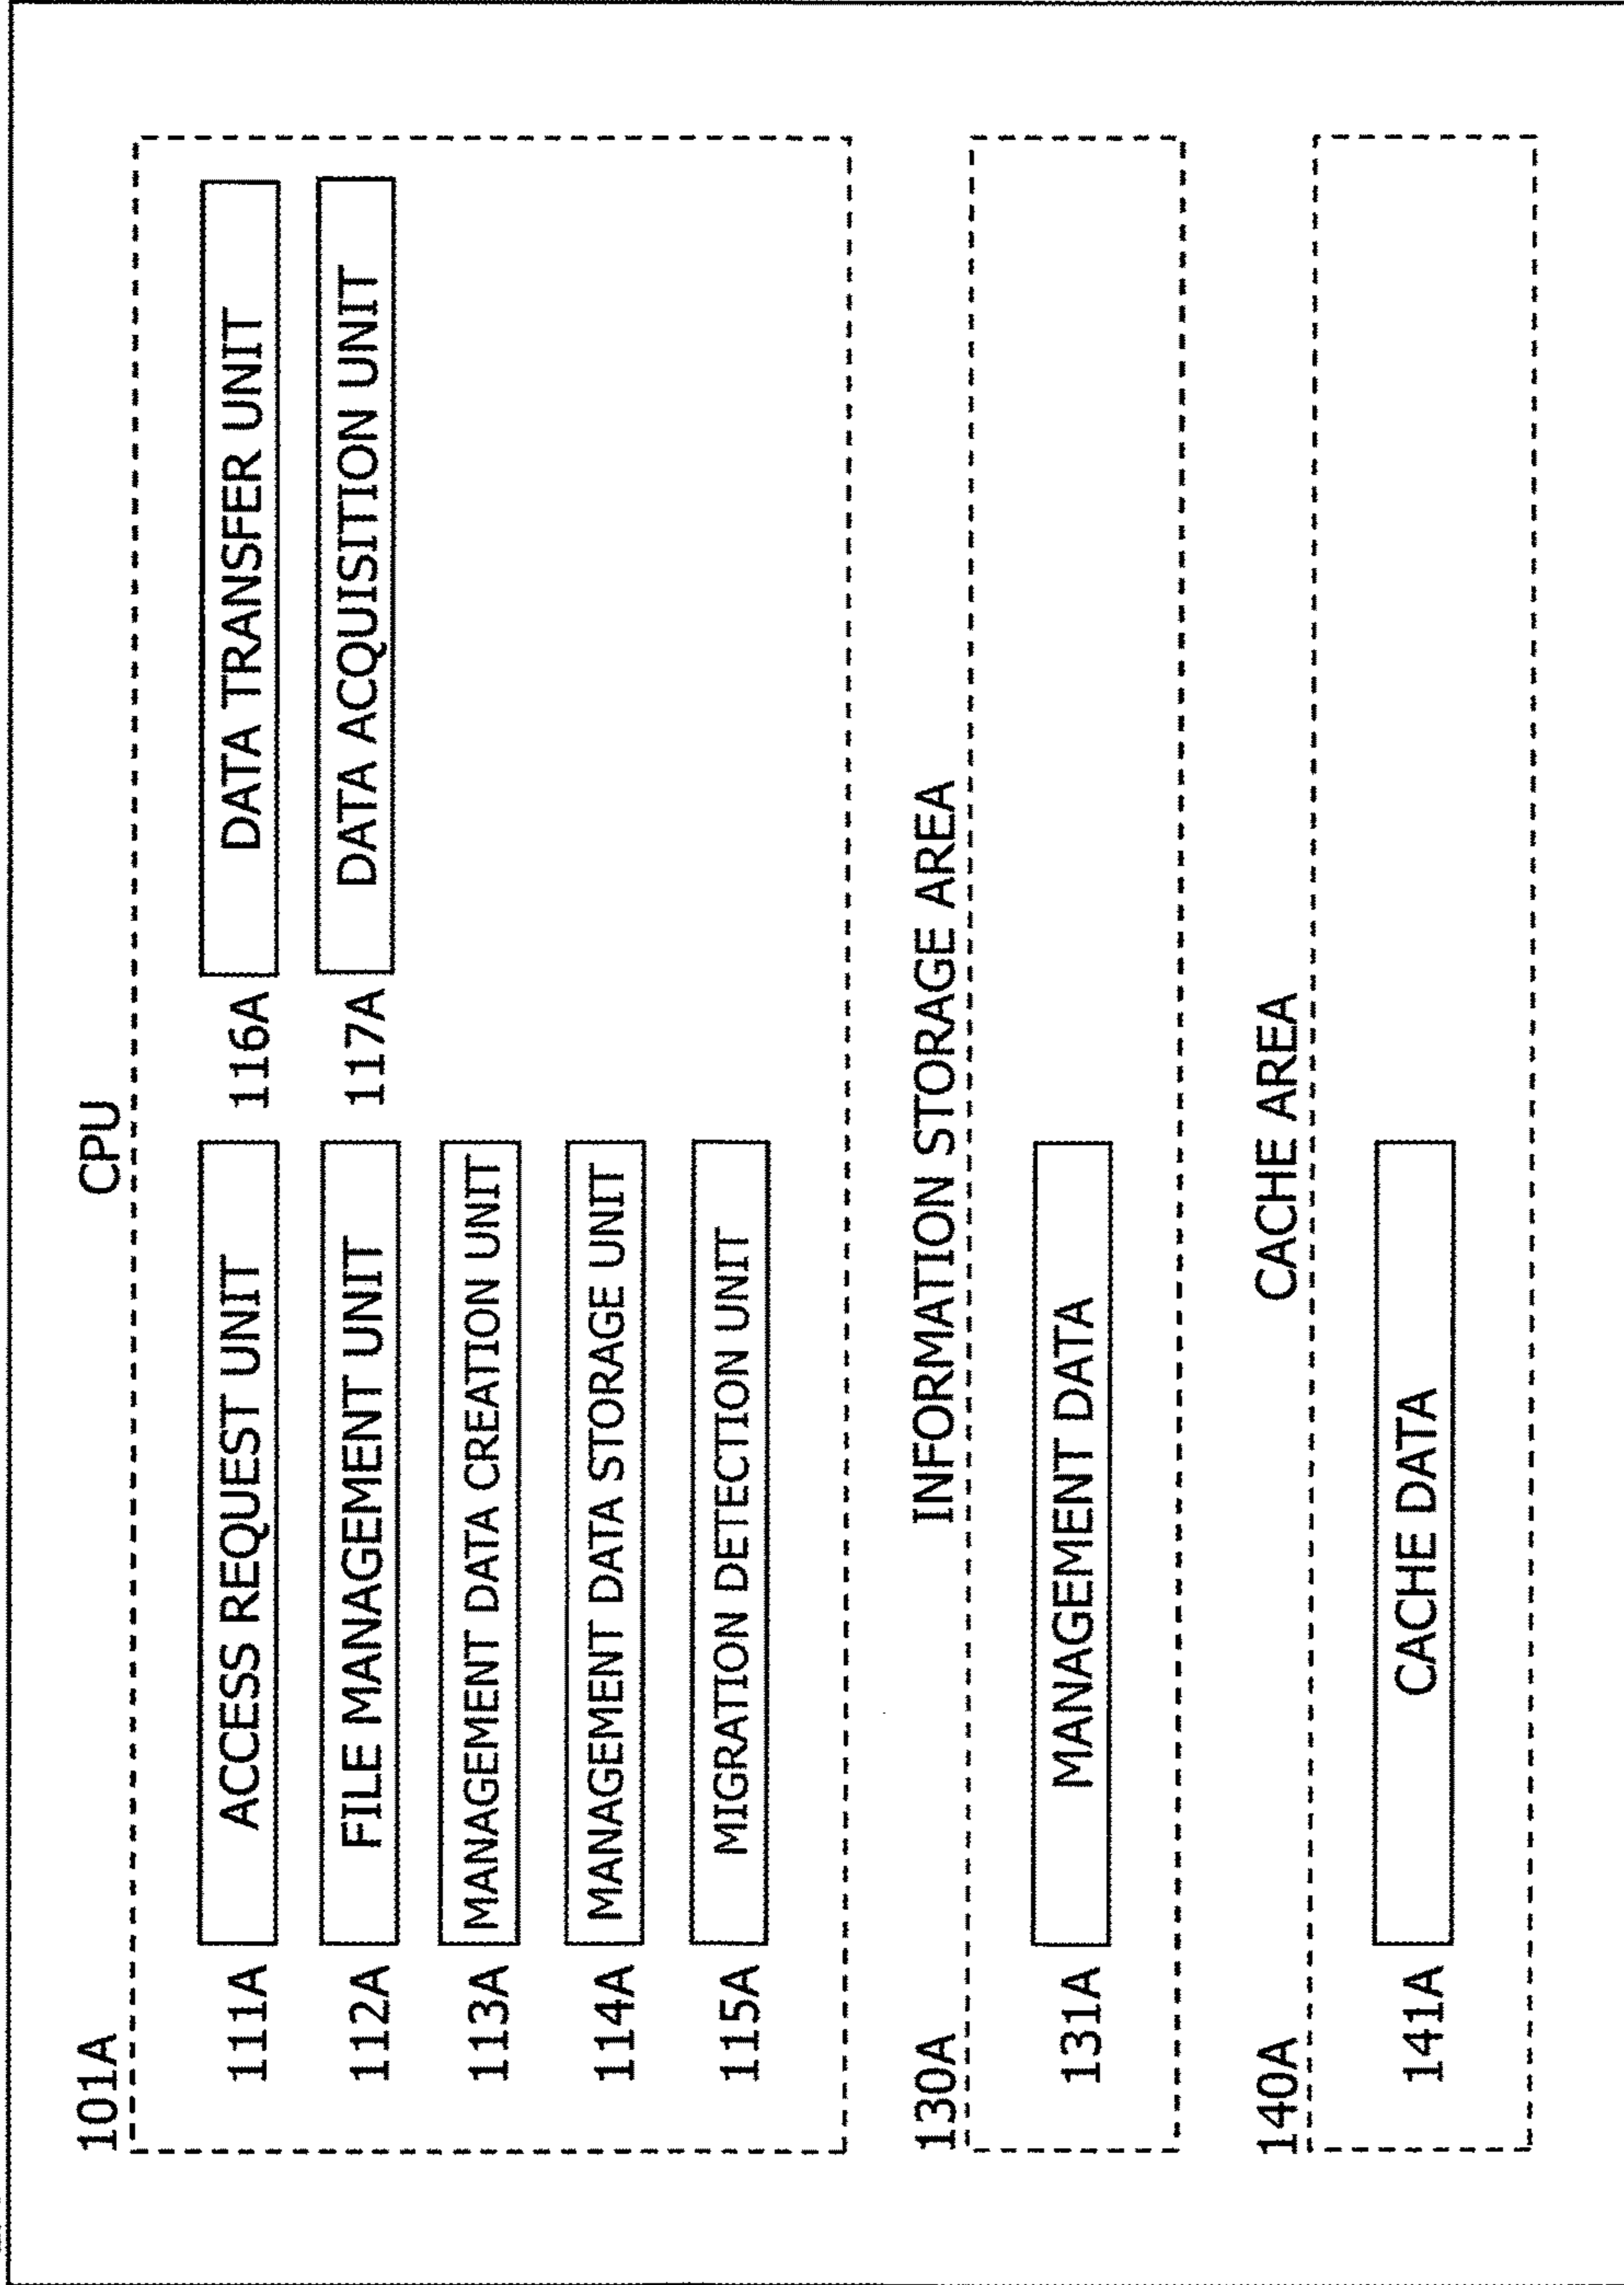 101A CPU
111A ACCESS REQUEST UNIT
112A FILE MANAGEMENT UNIT
113A MANAGEMENT DATA CREATION UNIT
114A MANAGEMENT DATA STORAGE UNIT
115A MIGRATION DETECTION UNIT
116A DATA TRANSFER UNIT
117A DATA ACQUISITION UNIT
130A INFORMATION STORAGE AREA
131A MANAGEMENT DATA
140A CACHE AREA
141A CACHE DATA